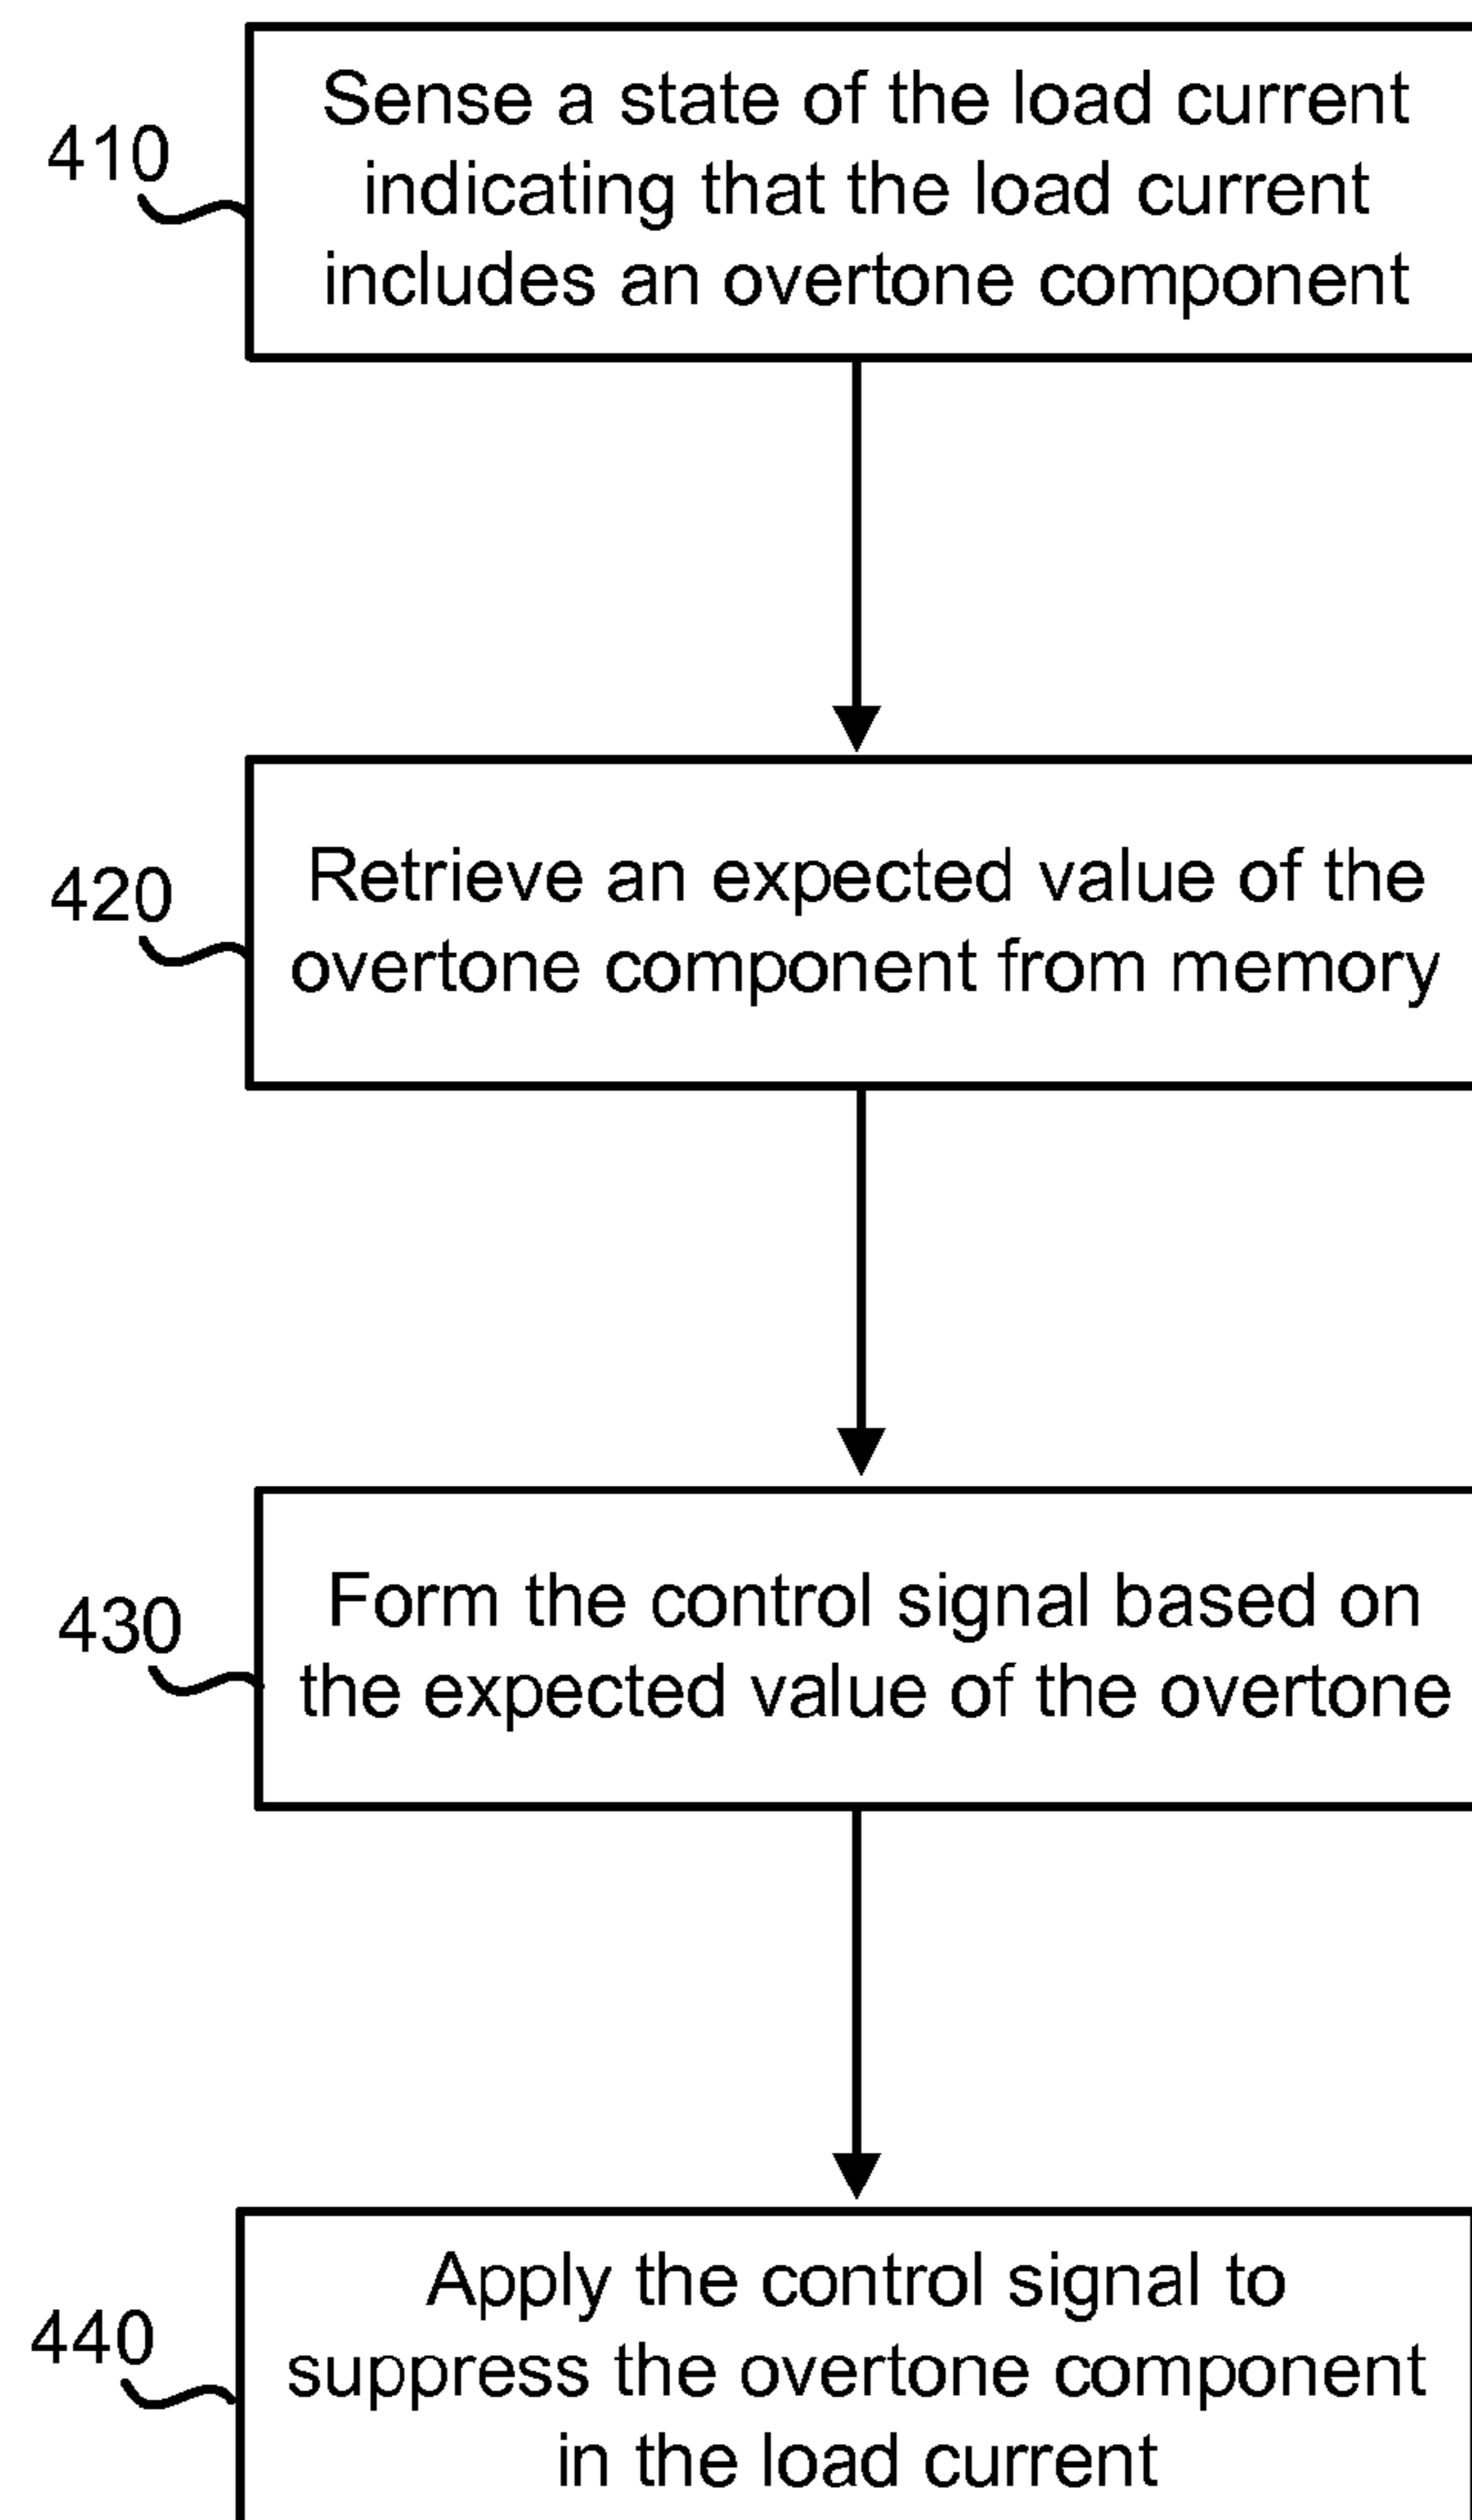 410
Sense a state of the load current
indicating that the load current
includes an overtone component
420
Retrieve an expected value of the
overtone component from memory
430
Form the control signal based on
the expected value of the overtone
440
Apply the control signal to
suppress the overtone component
in the load current